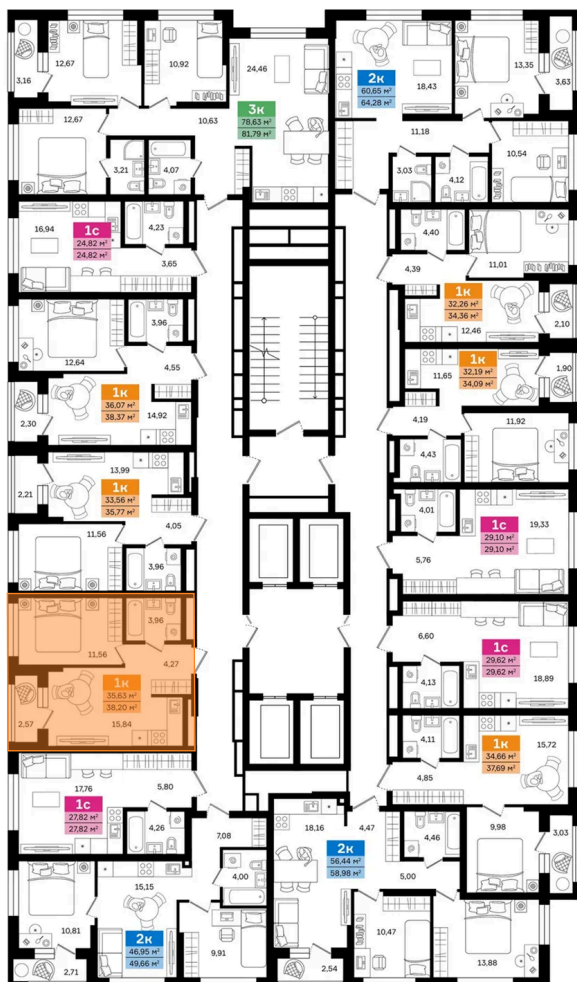 3,16
12,67
10,92
24,46
3к
78,63 м²
81,79 м²
12,67
10,63
3,21
4,07
2к
60,65 м²
64,28 м²
18,43
13,35
3,63
11,18
3,03
4,12
10,54
16,94
1с
24,82 м²
24,82 м²
4,23
3,65
4,40
11,01
4,39
1к
32,26 м²
34,36 м²
12,46
2,10
12,64
3,96
4,55
1к
36,07 м²
38,37 м²
14,92
2,30
11,65
1к
32,19 м²
34,09 м²
1,90
4,19
4,43
11,92
2,21
13,99
1к
33,56 м²
35,77 м²
4,05
11,56
3,96
4,01
1с
29,10 м²
29,10 м²
19,33
5,76
11,56
3,96
4,27
1к
35,63 м²
38,20 м²
2,57
15,84
6,60
1с
29,62 м²
29,62 м²
4,13
18,89
4,11
1к
34,66 м²
37,69 м²
15,72
4,85
17,76
5,80
1с
27,82 м²
27,82 м²
4,26
7,08
18,16
4,47
2к
56,44 м²
58,98 м²
4,46
5,00
9,98
3,03
15,15
4,00
10,81
2к
46,95 м²
49,66 м²
2,71
9,91
2,54
10,47
13,88